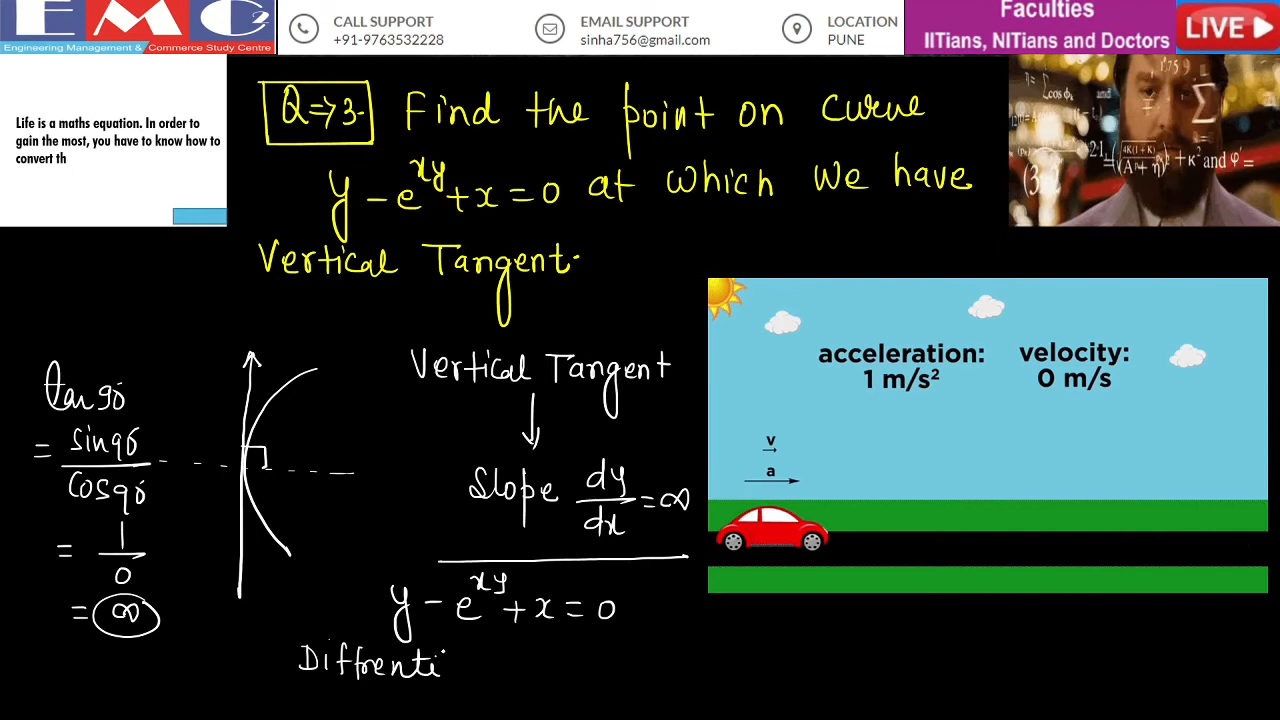 EMC2
Engineering Management & Commerce Study Centre
CALL SUPPORT
+91-9763532228
EMAIL SUPPORT
sinha756@gmail.com
LOCATION
PUNE
Faculties
IITians, NITians and Doctors
LIVE
Life is a maths equation. In order to
gain the most, you have to know how to
convert th
Q⇒3. Find the point on curve
y - e^xy + x = 0 at which we have
Vertical Tangent.
tan 90°
= sin90° / cos90°
= 1/0
= ∞
Vertical Tangent
↓
Slope dy/dx = ∞
y - e^xy + x = 0
Diffrenti
acceleration: velocity:
1 m/s² 0 m/s
v
a